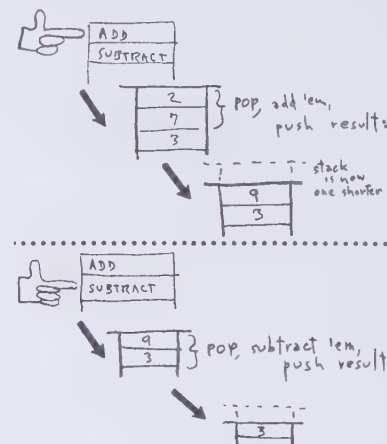 ADD
SUBTRACT
2
7
3
pop, add 'em,
push results
stack
is now
one shorter
9
3
ADD
SUBTRACT
9
3
pop, subtract 'em,
push result
3